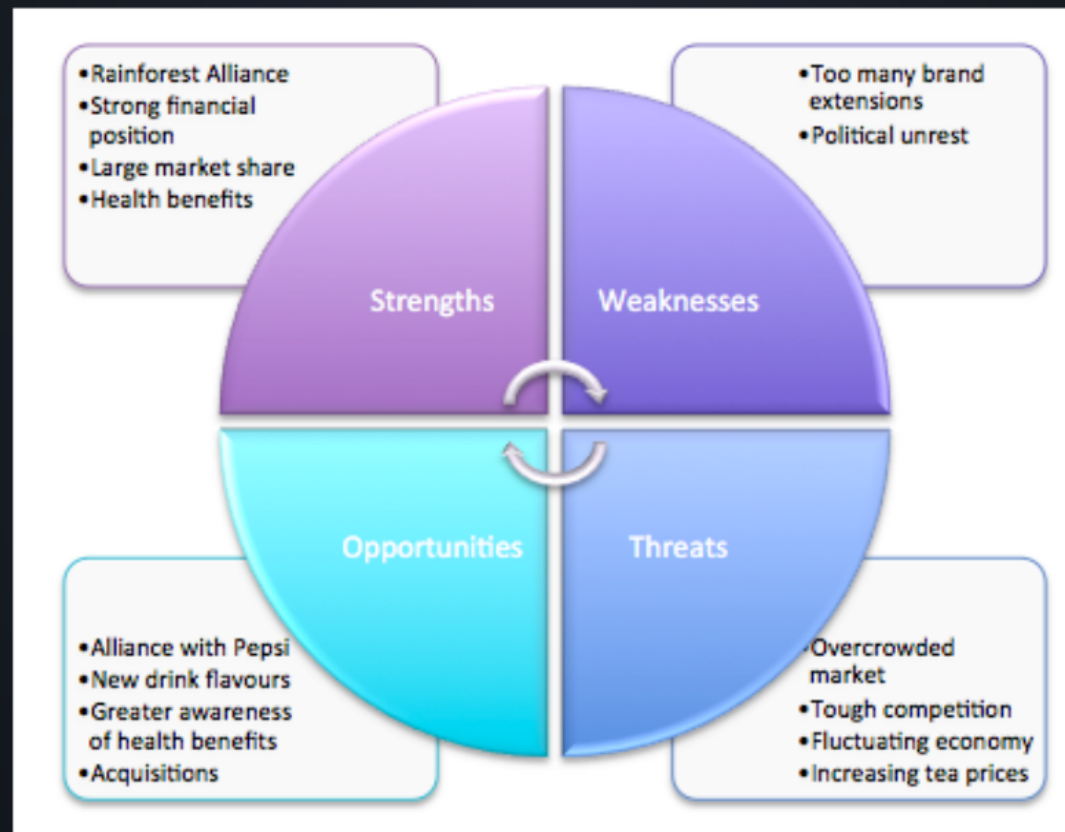 •Rainforest Alliance
•Strong financial
position
•Large market share
•Health benefits
•Too many brand
extensions
•Political unrest
Strengths
Weaknesses
Opportunities
Threats
•Alliance with Pepsi
•New drink flavours
•Greater awareness
of health benefits
•Acquisitions
•Overcrowded
market
•Tough competition
•Fluctuating economy
•Increasing tea prices